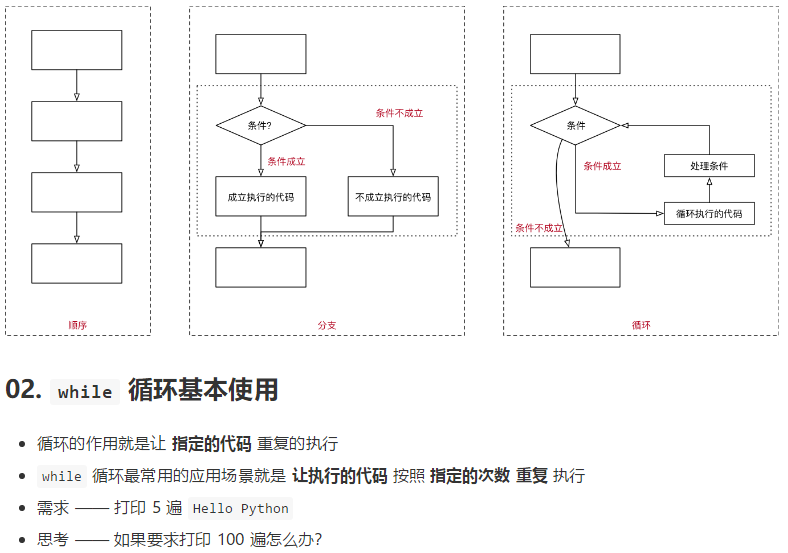 条件?
条件不成立
条件成立
成立执行的代码
不成立执行的代码
条件
条件成立
处理条件
循环执行的代码
条件不成立
顺序
分支
循环
02. while 循环基本使用
循环的作用就是让 指定的代码 重复的执行
while 循环最常用的应用场景就是 让执行的代码 按照 指定的次数 重复 执行
需求 —— 打印 5 遍 Hello Python
思考 —— 如果要求打印 100 遍怎么办?